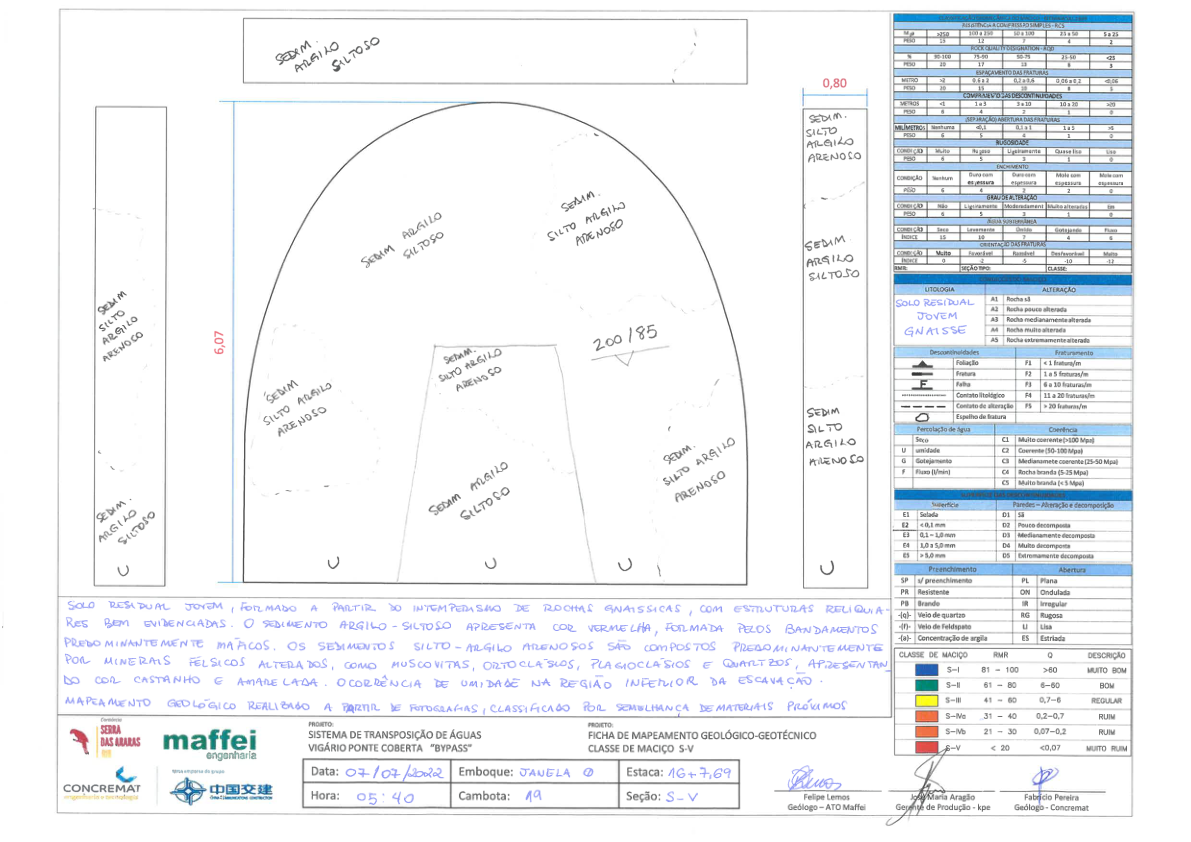 SEDIM
ARGILO
SILTOSO
0,80
6,07
SEDIM
SILTO
ARGILO
ARENOSO
SEDIM.
ARGILO
SILTOSO
U
SEDIM ARGILO
SILTOSO
SEDIM.
SILTO ARGILO
ARENOSO
200/85
SEDIM.
SILTO ARGILO
ARENOSO
SEDIM
SILTO ARGILO
ARENOSO
SEDIM ARGILO
SILTOSO
SEDIM.
SILTO ARGILO
ARENOSO
U
U
U
SEDIM.
SILTO
ARGILO
ARENOSO
SEDIM.
ARGILO
SILTOSO
SEDIM
SILTO
ARGILO
ARENOSO
U
SOLO RESIDUAL JOVEM, FORMADO A PARTIR DO INTEMPERISMO DE ROCHAS GNAISSICAS, COM ESTRUTURAS RELIQUIA-
RES BEM EVIDENCIADAS. O SEDIMENTO ARGILO-SILTOSO APRESENTA COR VERMELHA, FORMADA PELOS BANDAMENTOS
PREDOMINANTEMENTE MÁFICOS. OS SEDIMENTOS SILTO-ARGILO ARENOSOS SÃO COMPOSTOS PREDOMINANTEMENTE
POR MINERAIS FÉLSICOS ALTERADOS, COMO MUSCOVITAS, ORTOCLÁSIOS, PLAGIOCLÁSIOS E QUARTZOS, APRESENTAN-
DO COR CASTANHO E AMARELADA. OCORRÊNCIA DE UMIDADE NA REGIÃO INFERIOR DA ESCAVAÇÃO.
MAPEAMENTO GEOLÓGICO REALIZADO A PARTIR DE FOTOGRAFIAS, CLASSIFICADO POR SEMELHANÇA DE MATERIAIS PRÓXIMOS
RESISTÊNCIA A COMPRESSÃO SIMPLES - RCS
>250 100 a 250 50 a 100 25 a 50 5 a 25
PESO 15 12 7 4 2
ROCK QUALITY DESIGNATION - RQD
% 90-100 75-90 50-75 25-50 <25
PESO 20 17 13 8 3
ESPAÇAMENTO DAS FRATURAS
METRO >2 0,6 a 2 0,2 a 0,6 0,06 a 0,2 <0,06
PESO 20 15 10 8 5
COMPRIMENTO DAS DESCONTINUIDADES
METROS <1 1 a 3 3 a 10 10 a 20 >20
PESO 6 4 2 1 0
(SEPARAÇÃO) ABERTURA DAS FRATURAS
MILÍMETROS Nenhuma <0,1 0,1 a 1 1 a 5 >5
PESO 6 5 4 1 0
RUGOSIDADE
CONDIÇÃO Muito Rugoso Ligeiramente Quase liso Liso
PESO 6 5 3 1 0
ENCHIMENTO
CONDIÇÃO Nenhum Duro com espessura Duro com espessura Mole com espessura Mole com espessura
PESO 6 4 2 2 0
GRAU DE ALTERAÇÃO
CONDIÇÃO Não Ligeiramente Moderadament Muito alterados Em
PESO 6 5 3 1 0
ÁGUA SUBTERRÂNEA
CONDIÇÃO Seco Levemente Úmido Gotejando Fluxo
ÍNDICE 15 10 7 4 0
ORIENTAÇÃO DAS FRATURAS
CONDIÇÃO Muito Favorável Razoável Desfavorável Muito
ÍNDICE 0 -2 -5 -10 -12
RMR: SEÇÃO TIPO: CLASSE:
LITOLOGIA ALTERAÇÃO
SOLO RESIDUAL
JOVEM
GNAISSE
A1 Rocha sã
A2 Rocha pouco alterada
A3 Rocha medianamente alterada
A4 Rocha muito alterada
A5 Rocha extremamente alterada
Descontinuidades Fraturamento
Foliação F1 < 1 fratura/m
Fratura F2 1 a 5 fraturas/m
F Falha F3 6 a 10 fraturas/m
Contato litológico F4 11 a 20 fraturas/m
Contato de alteração F5 > 20 fraturas/m
Espelho de fratura
Percolação de água Coerência
Seco C1 Muito coerente (>100 Mpa)
U umidade C2 Coerente (50-100 Mpa)
G Gotejamento C3 Medianamete coerente (25-50 Mpa)
F Fluxo (l/min) C4 Rocha branda (5-25 Mpa)
C5 Muito branda (< 5 Mpa)
Superfície Paredes – Alteração e decomposição
E1 Selada D1 Sã
E2 < 0,1 mm D2 Pouco decomposta
E3 0,1 – 1,0 mm D3 Medianamente decomposta
E4 1,0 a 5,0 mm D4 Muito decomposta
E5 > 5,0 mm D5 Extremamente decomposta
Preenchimento Abertura
SP s/ preenchimento PL Plana
PR Resistente ON Ondulada
PB Brando IR Irregular
-(q)- Veio de quartzo RG Rugosa
-(f)- Veio de Feldspato LI Lisa
-(a)- Concentração de argila ES Estriada
CLASSE DE MACIÇO RMR Q DESCRIÇÃO
S-I 81 – 100 >60 MUITO BOM
S-II 61 – 80 6-60 BOM
S-III 41 – 60 0,7-6 REGULAR
S-IVa 31 – 40 0,2-0,7 RUIM
S-IVb 21 – 30 0,07-0,2 RUIM
S-V < 20 <0,07 MUITO RUIM
SERRA
DAS ARARAS
maffei
engenharia
CONCREMAT
engenharia e tecnologia
中国交建
CHINA COMMUNICATIONS CONSTRUCTION
PROJETO:
SISTEMA DE TRANSPOSIÇÃO DE ÁGUAS
VIGÁRIO PONTE COBERTA "BYPASS"
PROJETO:
FICHA DE MAPEAMENTO GEOLÓGICO-GEOTÉCNICO
CLASSE DE MACIÇO S-V
Data: 07/07/2022 Emboque: JANELA 0 Estaca: 16+7,69
Hora: 05:40 Cambota: 19 Seção: S-V
Felipe Lemos
Geólogo – ATO Maffei
José Maria Aragão
Gerente de Produção - kpe
Fabrício Pereira
Geólogo - Concremat